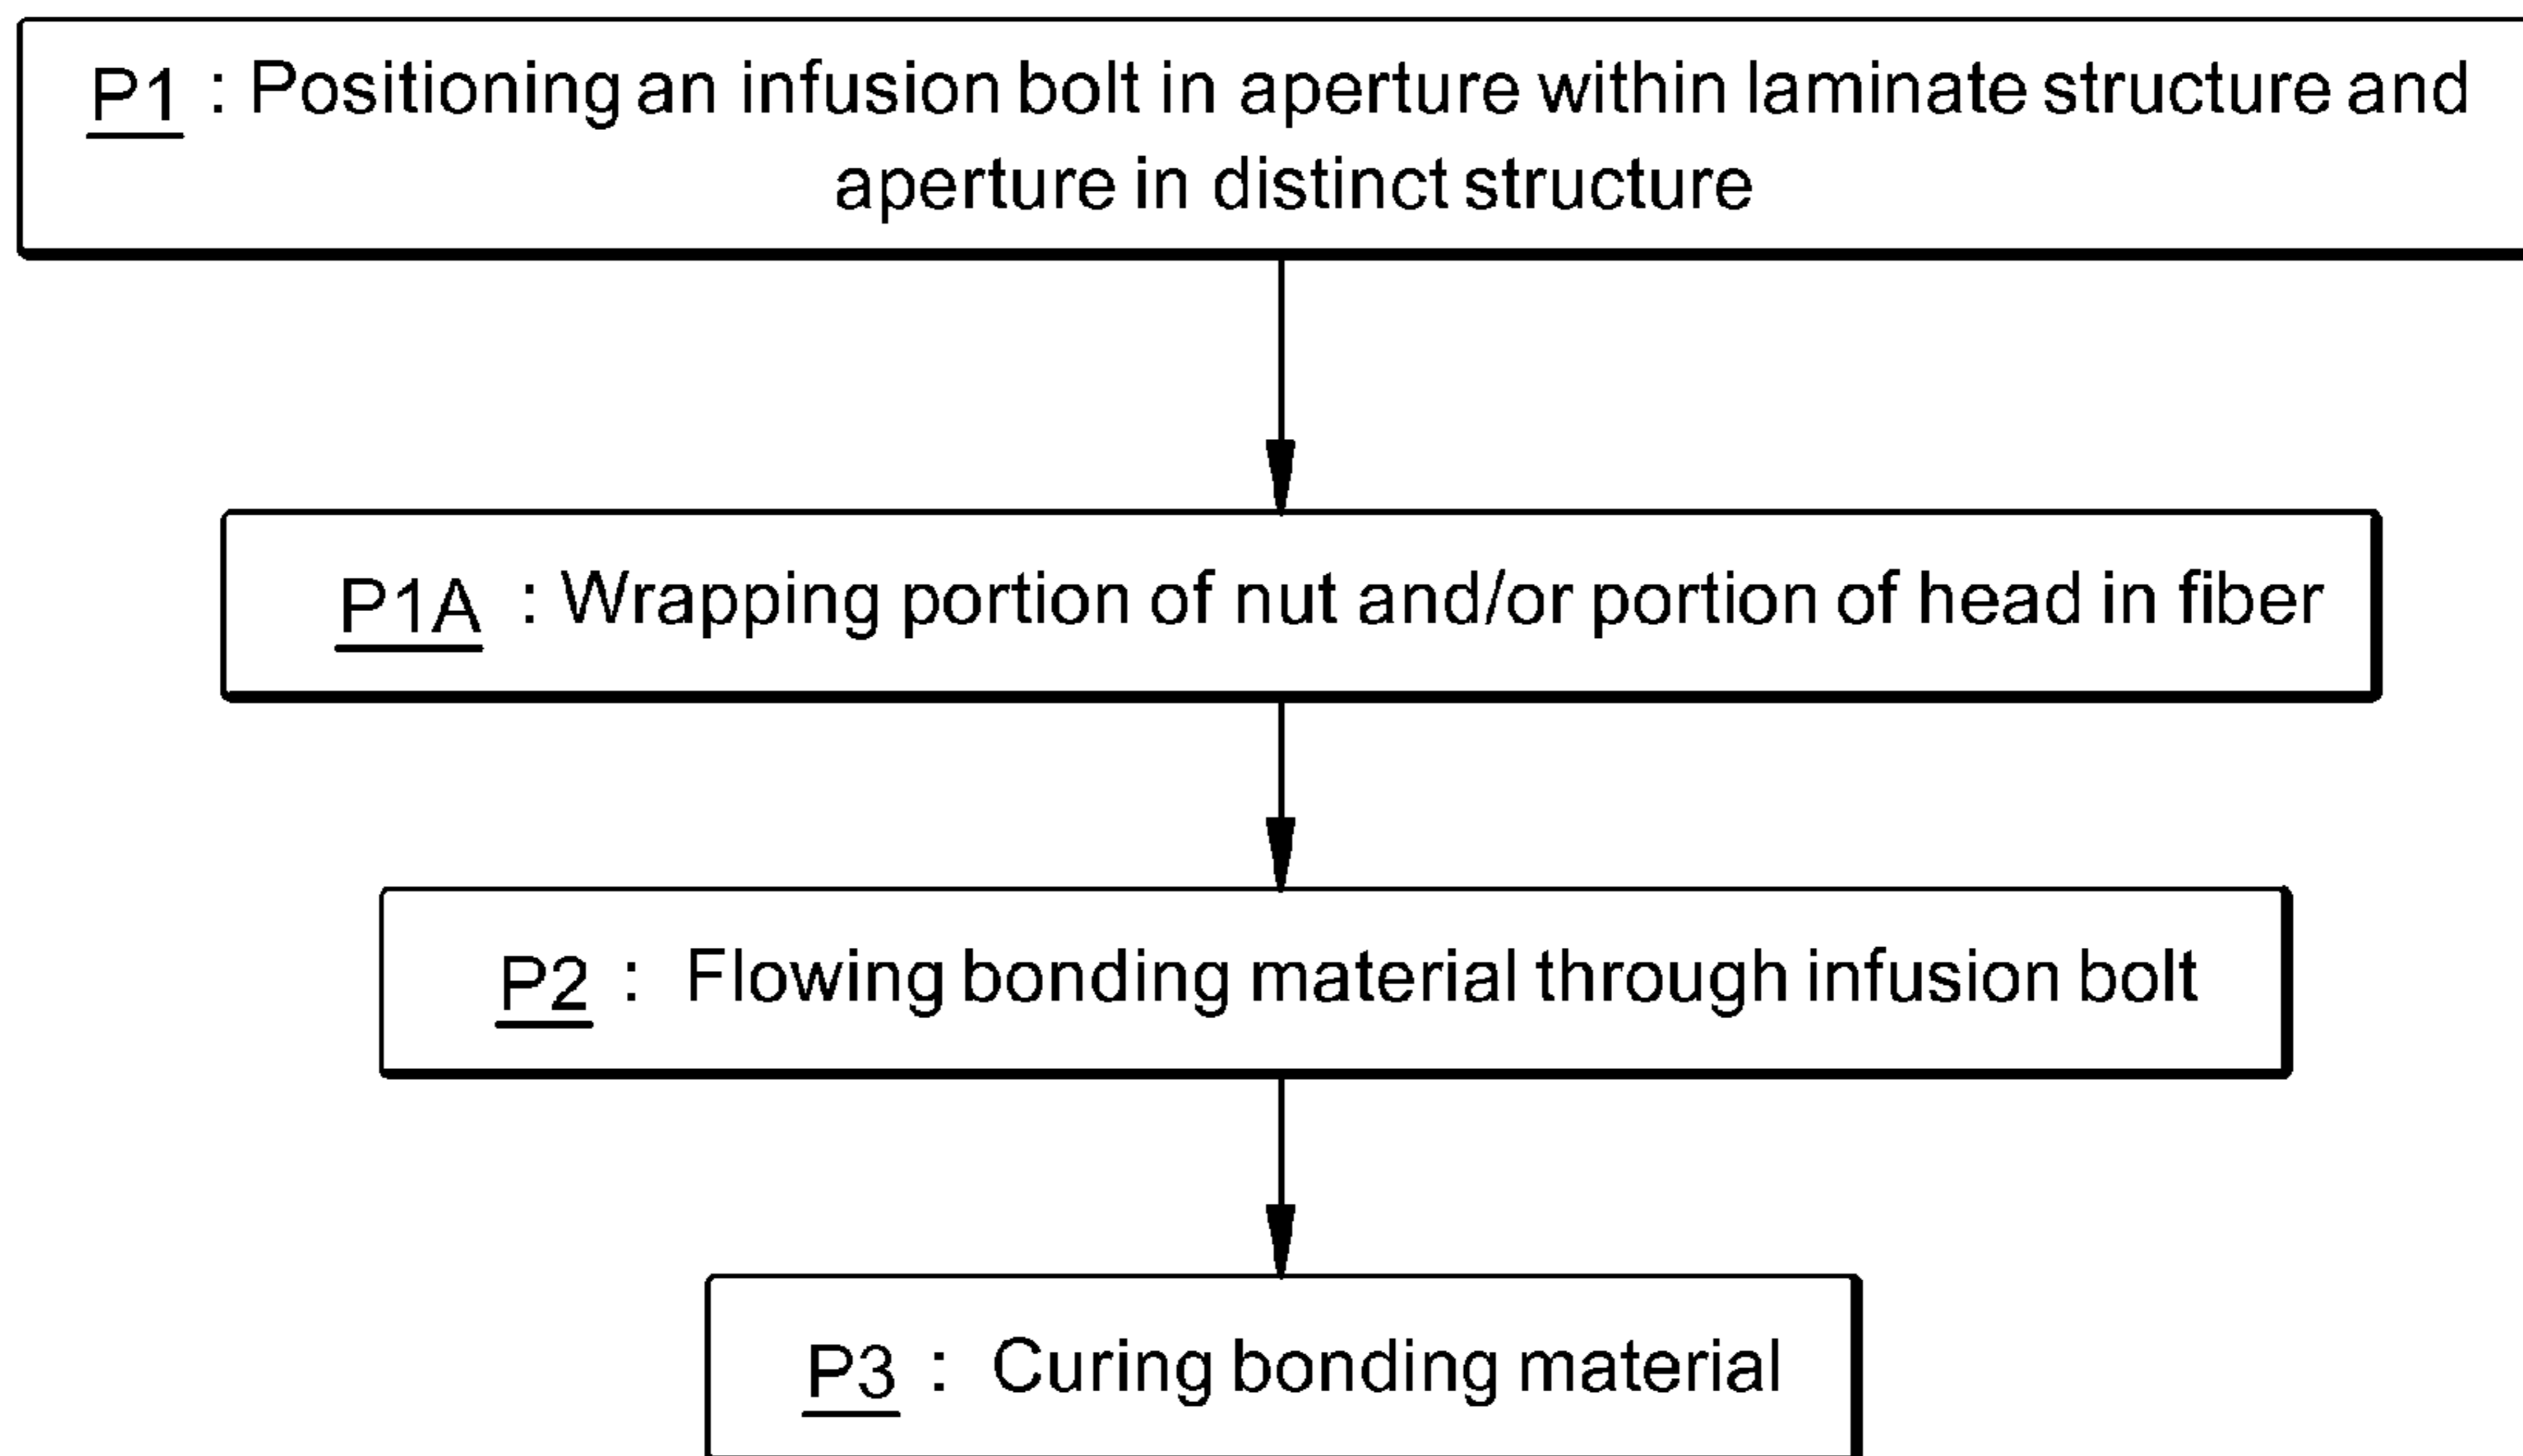 P1 : Positioning an infusion bolt in aperture within laminate structure and
aperture in distinct structure
P1A : Wrapping portion of nut and/or portion of head in fiber
P2 : Flowing bonding material through infusion bolt
P3 : Curing bonding material